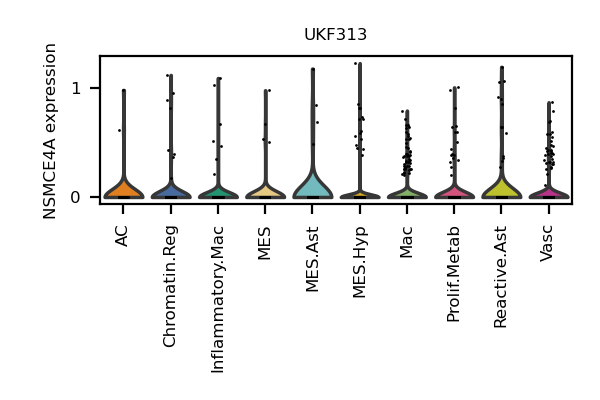 UKF313
NSMCE4A expression
1
0
AC
Chromatin.Reg
Inflammatory.Mac
MES
MES.Ast
MES.Hyp
Mac
Prolif.Metab
Reactive.Ast
Vasc